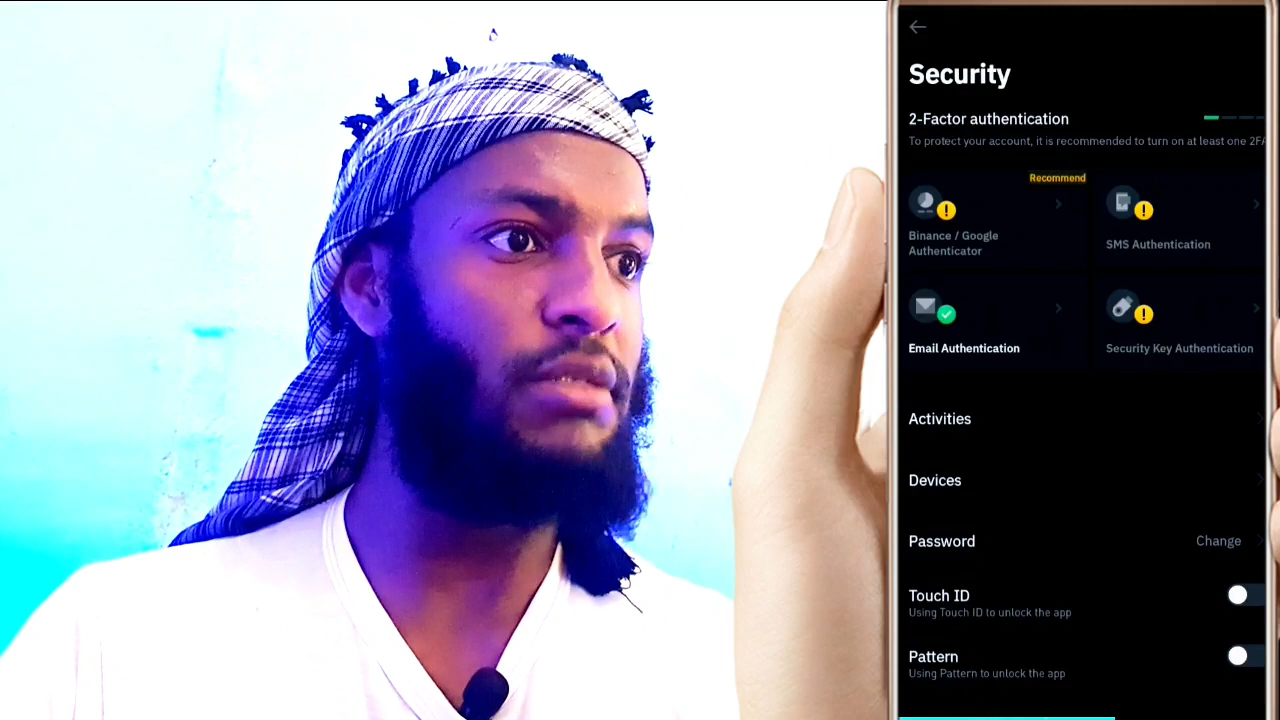 Security
2-Factor authentication
To protect your account, it is recommended to turn on at least one 2FA
Recommend
Binance / Google
Authenticator
SMS Authentication
Email Authentication
Security Key Authentication
Activities
Devices
Password
Change
Touch ID
Using Touch ID to unlock the app
Pattern
Using Pattern to unlock the app